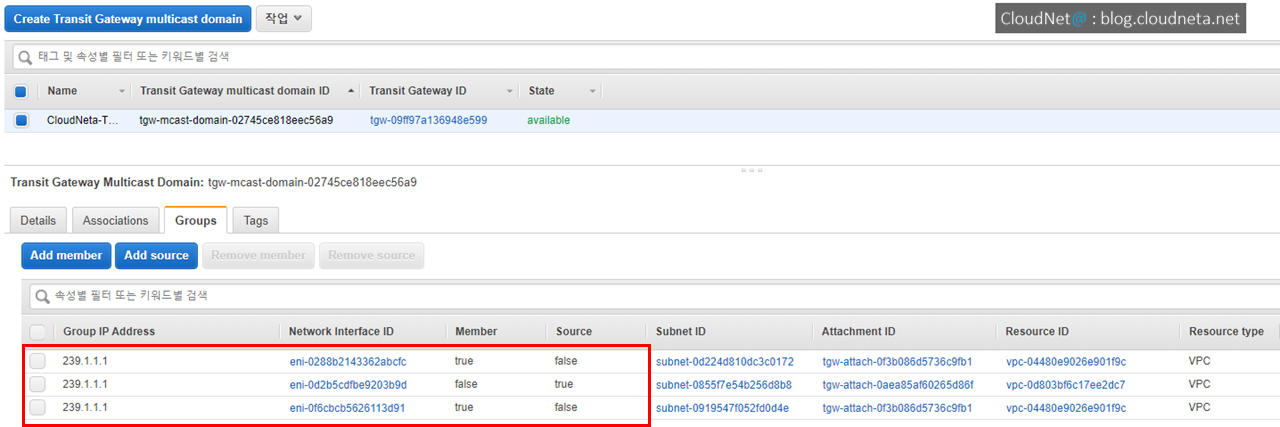 Create Transit Gateway multicast domain 작업
CloudNet@ : blog.cloudneta.net
태그 및 속성별 필터 또는 키워드별 검색
Name Transit Gateway multicast domain ID Transit Gateway ID State
CloudNeta-T... tgw-mcast-domain-02745ce818eec56a9 tgw-09ff97a136948e599 available
Transit Gateway Multicast Domain: tgw-mcast-domain-02745ce818eec56a9
Details Associations Groups Tags
Add member Add source Remove member Remove source
속성별 필터 또는 키워드별 검색
Group IP Address Network Interface ID Member Source Subnet ID Attachment ID Resource ID Resource type
239.1.1.1 eni-0288b2143362abcfc true false subnet-0d224d810dc3c0172 tgw-attach-0f3b086d5736c9fb1 vpc-04480e9026e901f9c VPC
239.1.1.1 eni-0d2b5cdfbe9203b9d false true subnet-0855f7e54b256d8b8 tgw-attach-0aea85af60265d86f vpc-0d803bf6c17ee2dc7 VPC
239.1.1.1 eni-0f6cbcb5626113d91 true false subnet-0919547f052fd0d4e tgw-attach-0f3b086d5736c9fb1 vpc-04480e9026e901f9c VPC